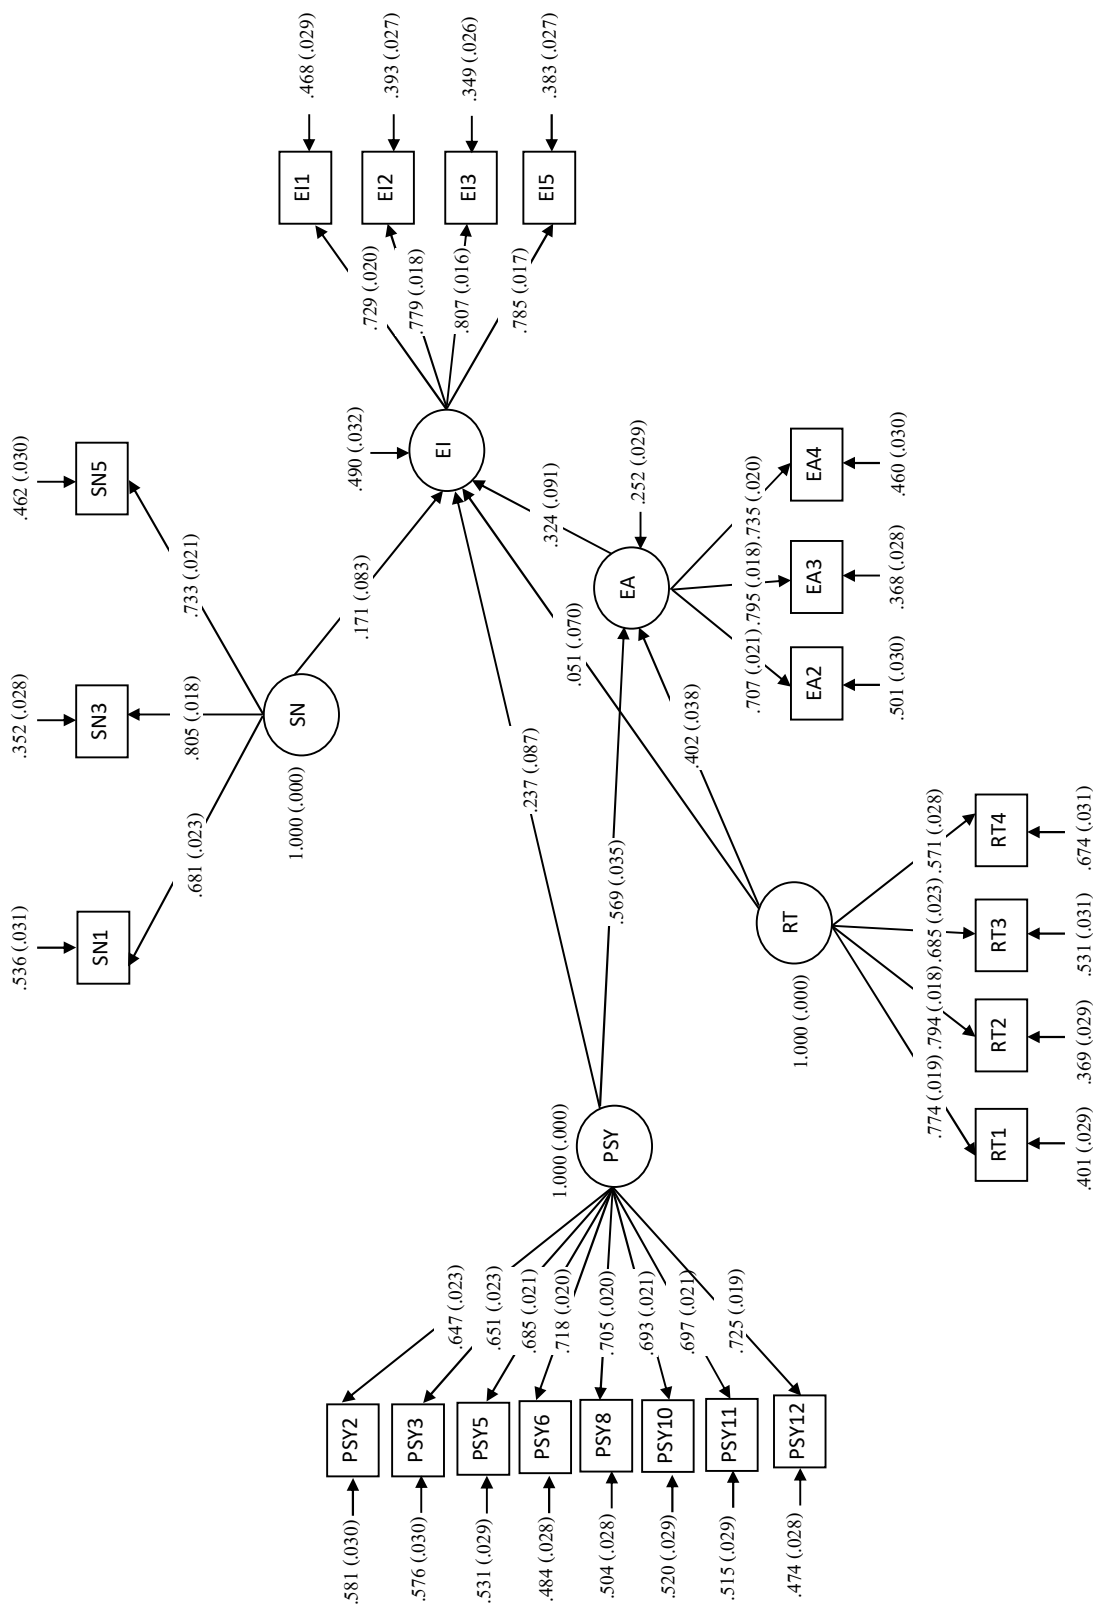 .581 (.030)
PSY2
.576 (.030)
PSY3
.531 (.029)
PSY5
.484 (.028)
PSY6
.504 (.028)
PSY8
.520 (.029)
PSY10
.515 (.029)
PSY11
.474 (.028)
PSY12
.647 (.023)
.651 (.023)
.685 (.021)
.718 (.020)
.705 (.020)
.693 (.021)
.697 (.021)
.725 (.019)
1.000 (.000)
PSY
.237 (.087)
.569 (.035)
.536 (.031)
SN1
.352 (.028)
SN3
.462 (.030)
SN5
.681 (.023)
.805 (.018)
.733 (.021)
1.000 (.000)
SN
.171 (.083)
1.000 (.000)
RT
.051 (.070)
.402 (.038)
.774 (.019)
.794 (.018)
.685 (.023)
.571 (.028)
RT1
RT2
RT3
RT4
.401 (.029)
.369 (.029)
.531 (.031)
.674 (.031)
EA
.252 (.029)
.324 (.091)
.707 (.021)
.795 (.018)
.735 (.020)
EA2
EA3
EA4
.501 (.030)
.368 (.028)
.460 (.030)
.490 (.032)
EI
.729 (.020)
.779 (.018)
.807 (.016)
.785 (.017)
EI1
.468 (.029)
EI2
.393 (.027)
EI3
.349 (.026)
EI5
.383 (.027)